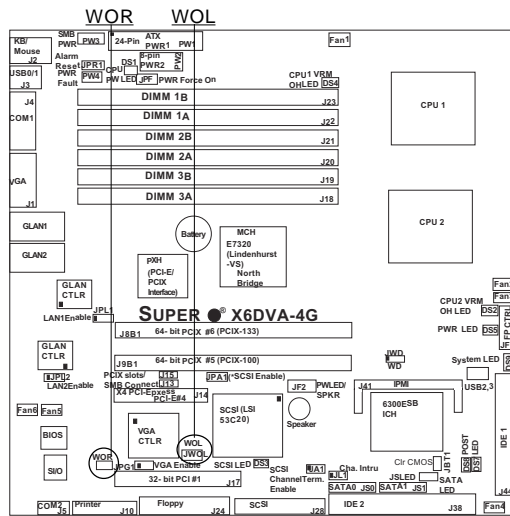 WOR
WOL
KB/
Mouse
J2
SMB
PWR
PW3
24-Pin
ATX
PWR1
PW1
Fan1
Alarm
Reset
JPR1
PWR
Fault
PW4
DS1
CPU
PW LED
8-pin
PWR2
PW2
JPF
PWR Force On
CPU1 VRM
OH LED
DS4
USB0/1
J3
J4
COM1
DIMM 1B
J23
DIMM 1A
J22
DIMM 2B
J21
DIMM 2A
J20
DIMM 3B
J19
DIMM 3A
J18
CPU 1
VGA
J1
GLAN1
GLAN2
Battery
CPU 2
pXH
(PCI-E/
PCIX
Interface)
MCH
E7320
(Lindenhurst
-VS)
North
Bridge
GLAN
CTLR
JPL1
LAN1Enable
SUPER ® X6DVA-4G
CPU2 VRM
OH LED
DS2
PWR LED
DS5
FP CTRL
J8B1
64- bit PCIX #6 (PCIX-133)
GLAN
CTLR
JPL2
LAN2Enable
J9B1
64- bit PCIX #5 (PCIX-100)
PCIX slots/
SMB Connect
J15
J13
JPA1
(*SCSI Enable)
X4 PCI-Epxess
PCI-E#4
J14
JF2
PWLED/
SPKR
JWD
WD
System LED
USB2,3
J41
IPMI
6300ESB
ICH
Fan6
Fan5
BIOS
SI/O
VGA
CTLR
WOL
JWOL
SCSI (LSI
53C20)
Speaker
WOR
JPG1
VGA Enable
SCSI LED
DS3
SCSI
ChannelTerm.
Enable
JA1
Cha. Intru
JL1
Clr CMOS
JBT1
POST
LED
DS8
DS7
JSLED
SATA
LED
SATA0
JS0
SATA1
JS1
IDE 1
J44
32- bit PCI #1
J17
COM2
J5
Printer
J10
Floppy
J24
SCSI
J28
IDE 2
J38
Fan4